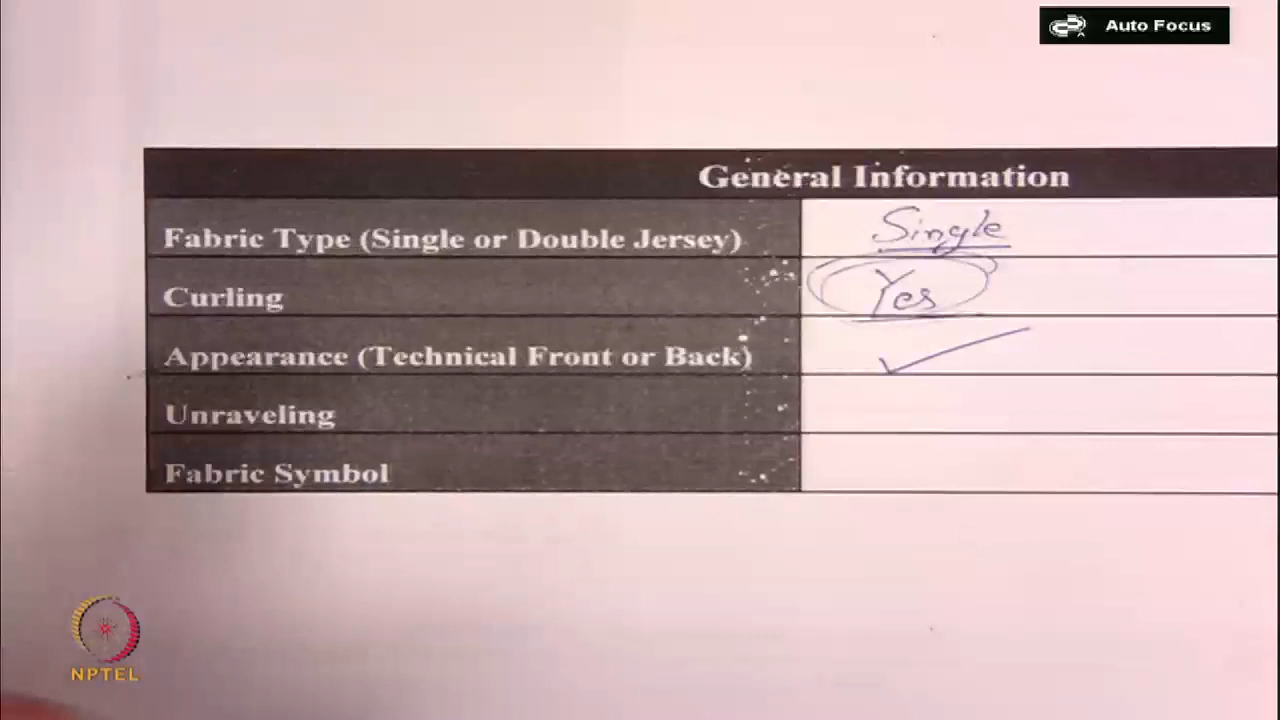 Auto Focus
General Information
Fabric Type (Single or Double Jersey) Single
Curling Yes
Appearance (Technical Front or Back) ✓
Unraveling
Fabric Symbol
NPTEL